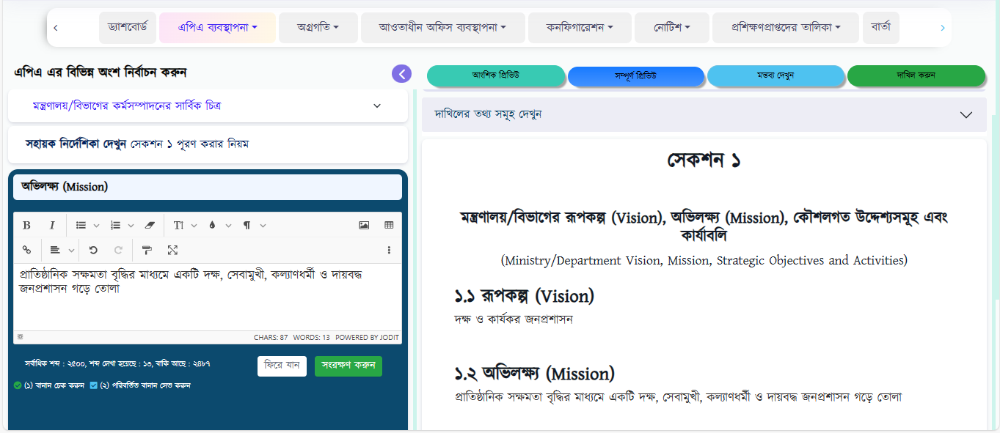 ড্যাশবোর্ড এপিএ ব্যবস্থাপনা অগ্রগতি আওতাধীন অফিস ব্যবস্থাপনা কনফিগারেশন নোটিশ প্রশিক্ষণপ্রাপ্তদের তালিকা বার্তা
এপিএ এর বিভিন্ন অংশ নির্বাচন করুন
মন্ত্রণালয়/বিভাগের কর্মসম্পাদনের সার্বিক চিত্র
সহায়ক নির্দেশিকা দেখুন সেকশন ১ পূরণ করার নিয়ম
অভিলক্ষ্য (Mission)
প্রাতিষ্ঠানিক সক্ষমতা বৃদ্ধির মাধ্যমে একটি দক্ষ, সেবামুখী, কল্যাণধর্মী ও দায়বদ্ধ
জনপ্রশাসন গড়ে তোলা
CHARS: 87 WORDS: 13 POWERED BY JODIT
সর্বাধিক শব্দ : ২৫০০, শব্দ লেখা হয়েছে : ১৩, বাকি আছে : ২৪৮৭
ফিরে যান সংরক্ষণ করুন
(১) বানান চেক করুন (২) পরিবর্তিত বানান সেভ করুন
আংশিক প্রিভিউ সম্পূর্ণ প্রিভিউ মন্তব্য দেখুন দাখিল করুন
দাখিলের তথ্য সমূহ দেখুন
সেকশন ১
মন্ত্রণালয়/বিভাগের রূপকল্প (Vision), অভিলক্ষ্য (Mission), কৌশলগত উদ্দেশ্যসমূহ এবং
কার্যাবলি
(Ministry/Department Vision, Mission, Strategic Objectives and Activities)
১.১ রূপকল্প (Vision)
দক্ষ ও কার্যকর জনপ্রশাসন
১.২ অভিলক্ষ্য (Mission)
প্রাতিষ্ঠানিক সক্ষমতা বৃদ্ধির মাধ্যমে একটি দক্ষ, সেবামুখী, কল্যাণধর্মী ও দায়বদ্ধ জনপ্রশাসন গড়ে তোলা